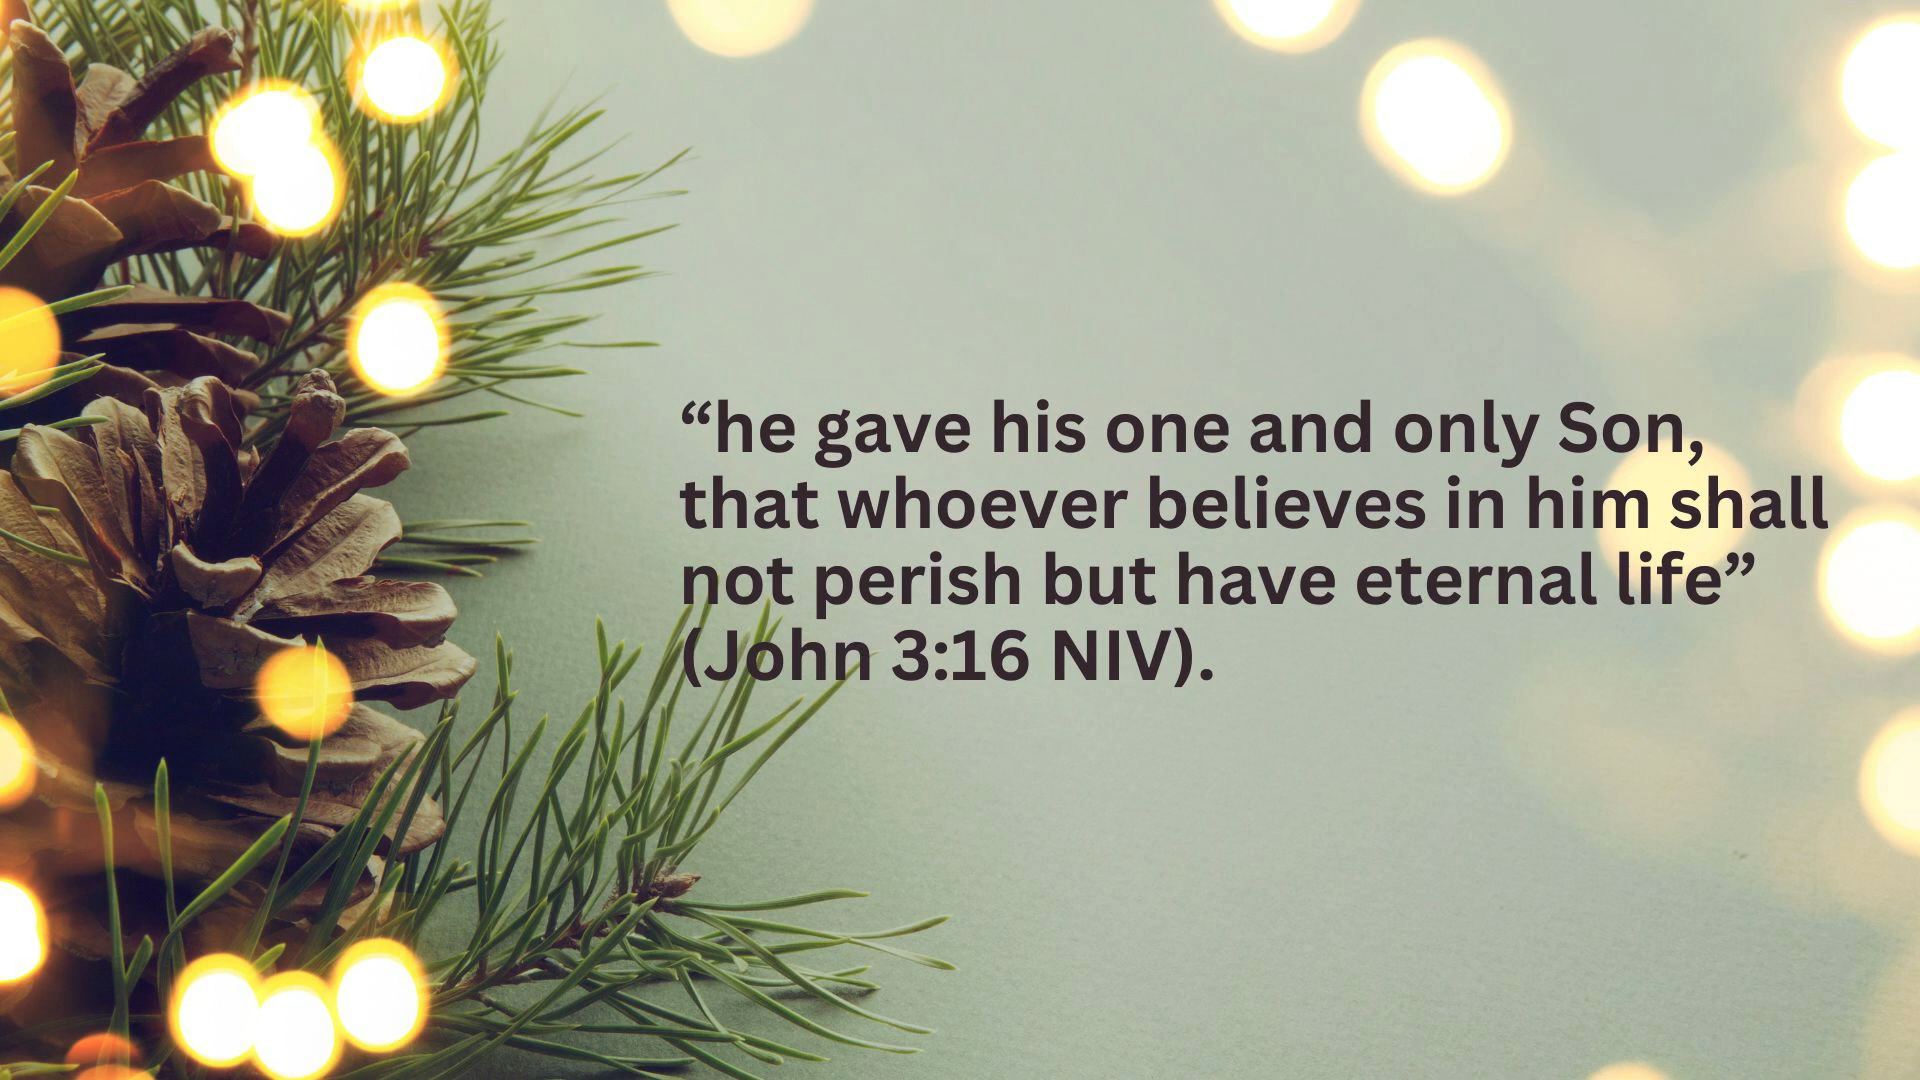 “he gave his one and only Son,
that whoever believes in him shall
not perish but have eternal life”
(John 3:16 NIV).